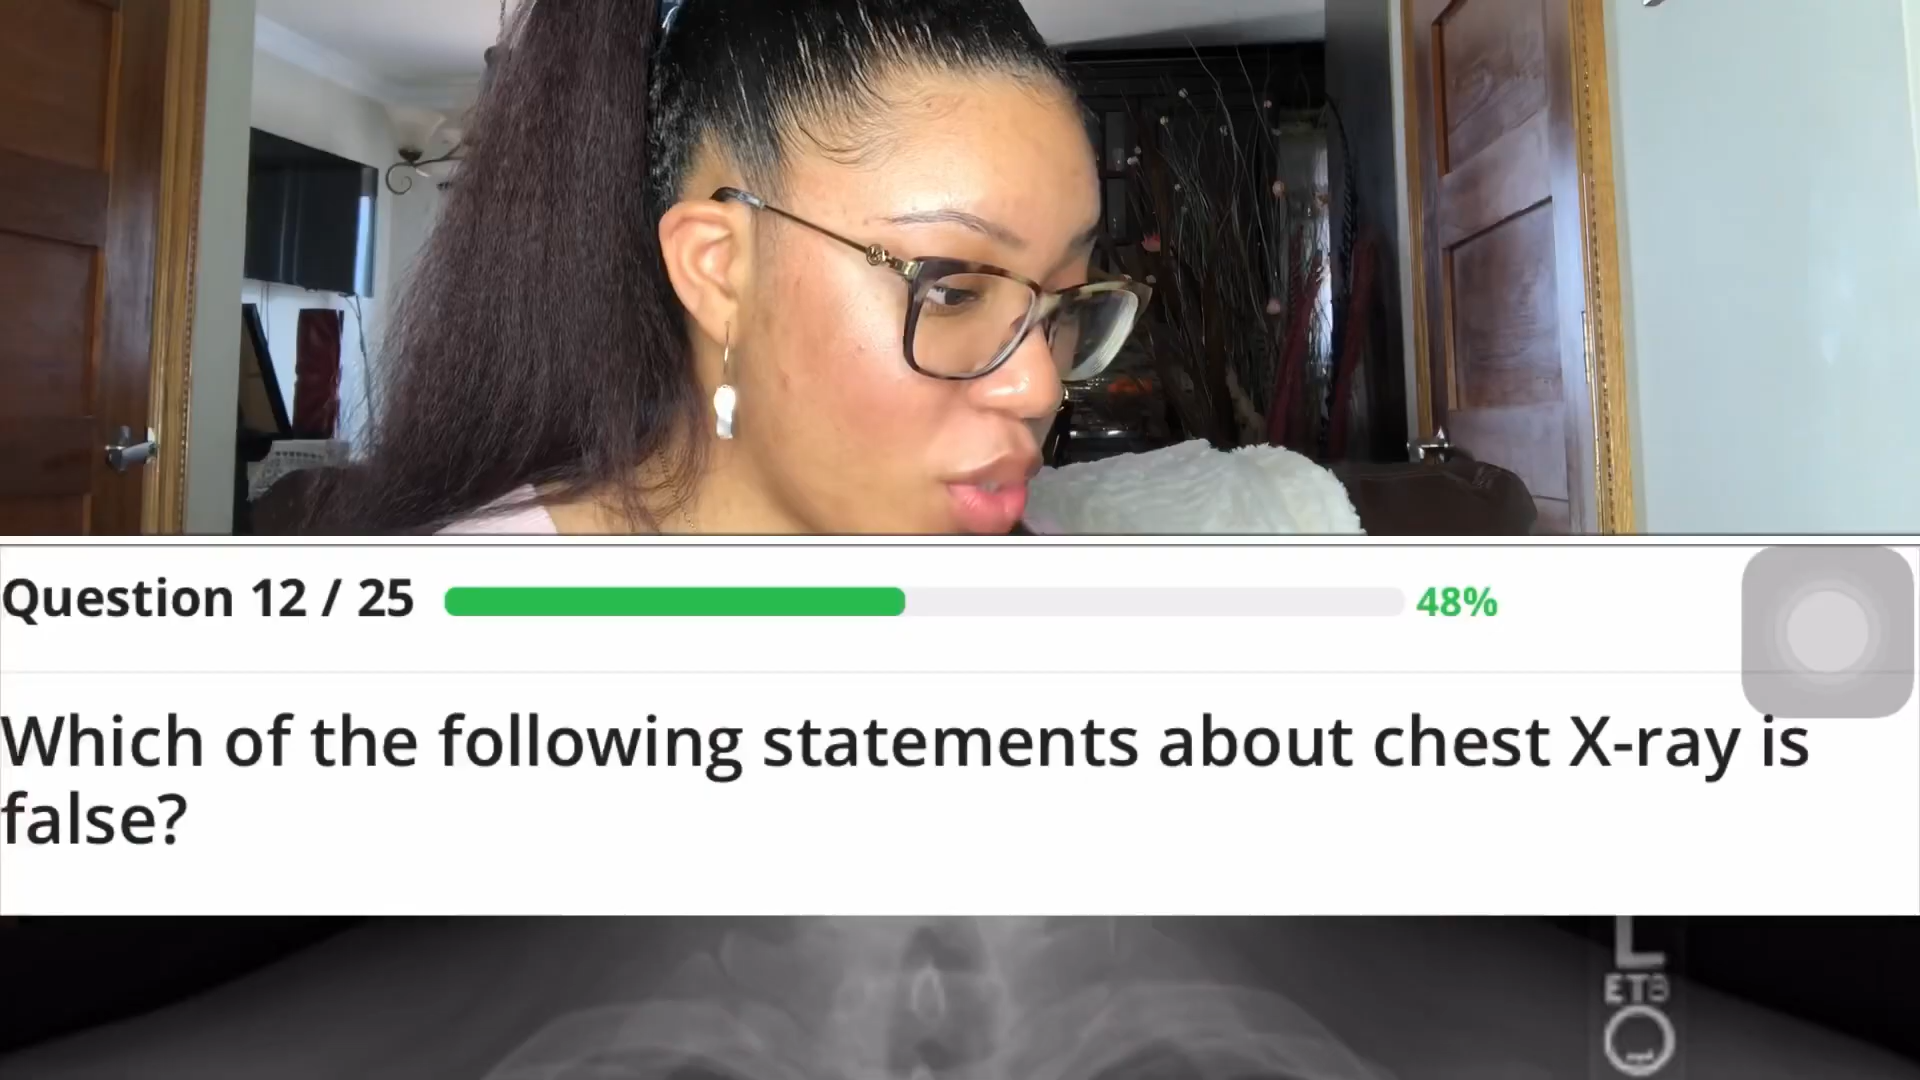 Question 12 / 25
48%
Which of the following statements about chest X-ray is
false?
L
ETB